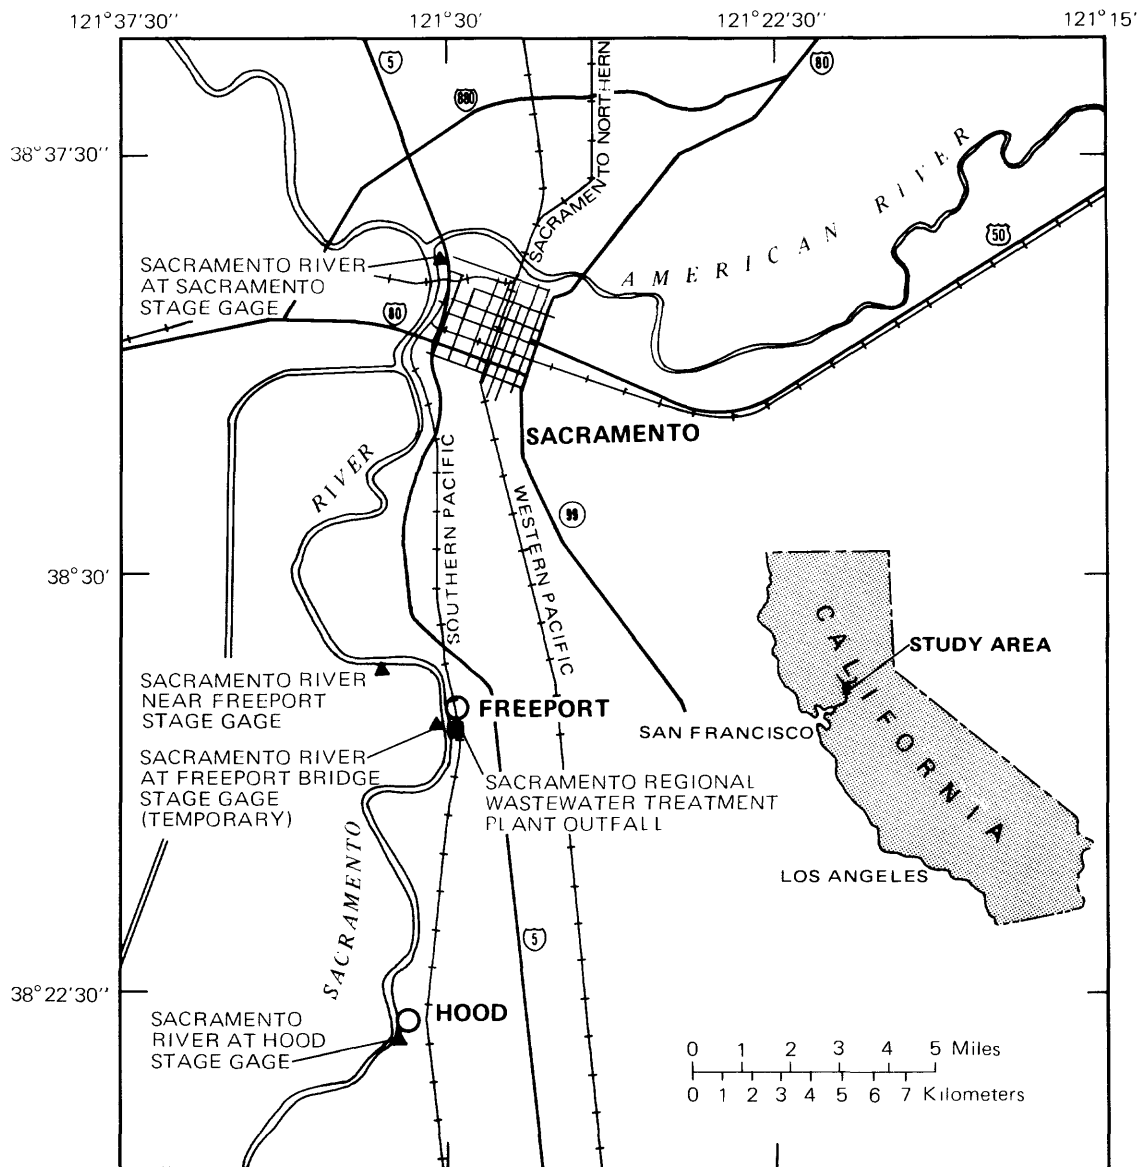 121°37'30'' 121°30' 121°22'30'' 121°15'
5
80
880
38°37'30''
SACRAMENTO NORTHERN
AMERICAN RIVER
50
SACRAMENTO RIVER
AT SACRAMENTO
STAGE GAGE
80
SACRAMENTO
RIVER
SOUTHERN PACIFIC
WESTERN PACIFIC
99
38°30'
CALIFORNIA
STUDY AREA
SAN FRANCISCO
LOS ANGELES
SACRAMENTO RIVER
NEAR FREEPORT
STAGE GAGE
FREEPORT
SACRAMENTO RIVER
AT FREEPORT BRIDGE
STAGE GAGE
(TEMPORARY)
SACRAMENTO REGIONAL
WASTEWATER TREATMENT
PLANT OUTFALL
SACRAMENTO
5
38°22'30''
HOOD
SACRAMENTO
RIVER AT HOOD
STAGE GAGE
0 1 2 3 4 5 Miles
0 1 2 3 4 5 6 7 Kilometers